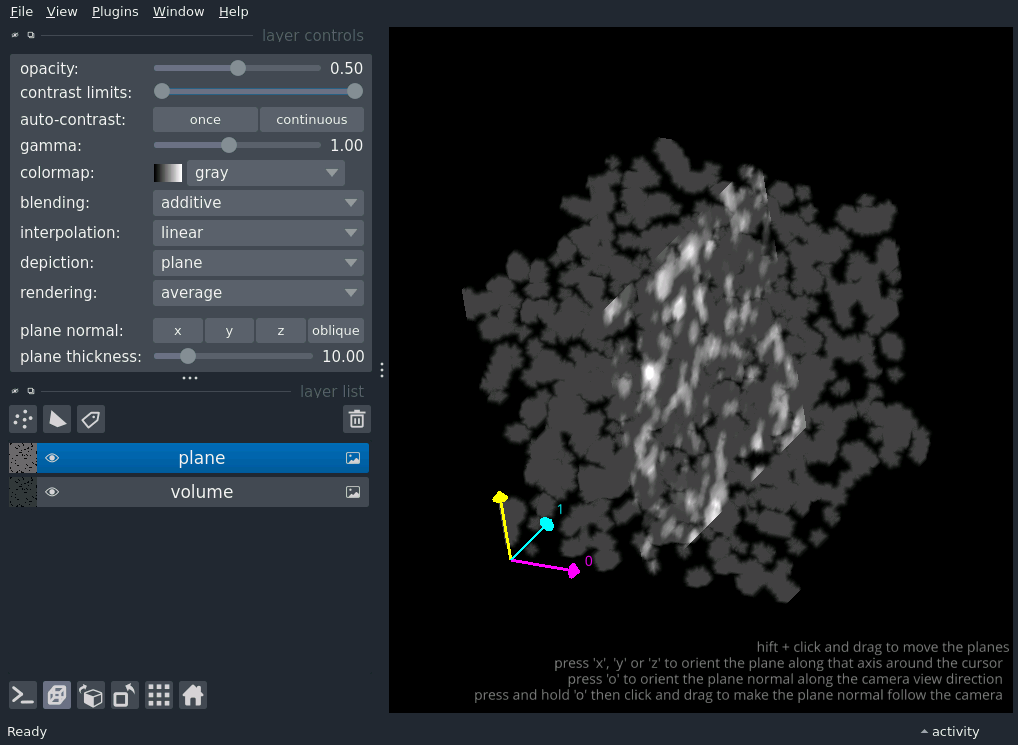 File View Plugins Window Help
layer controls
opacity: 0.50
contrast limits:
auto-contrast: once continuous
gamma: 1.00
colormap: gray
blending: additive
interpolation: linear
depiction: plane
rendering: average
plane normal: x y z oblique
plane thickness: 10.00
layer list
plane
volume
1
0
hift + click and drag to move the planes
press 'x', 'y' or 'z' to orient the plane along that axis around the cursor
press 'o' to orient the plane normal along the camera view direction
press and hold 'o' then click and drag to make the plane normal follow the camera
Ready activity